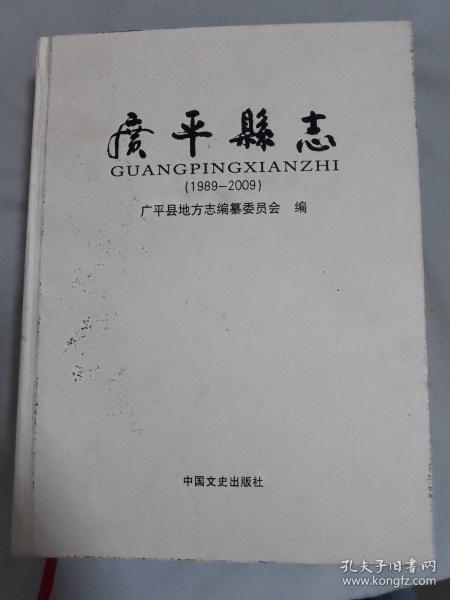 廣平縣志
GUANGPINGXIANZHI
(1989—2009)
广平县地方志编纂委员会 编
中国文史出版社
孔夫子旧书网
www.kongfz.com